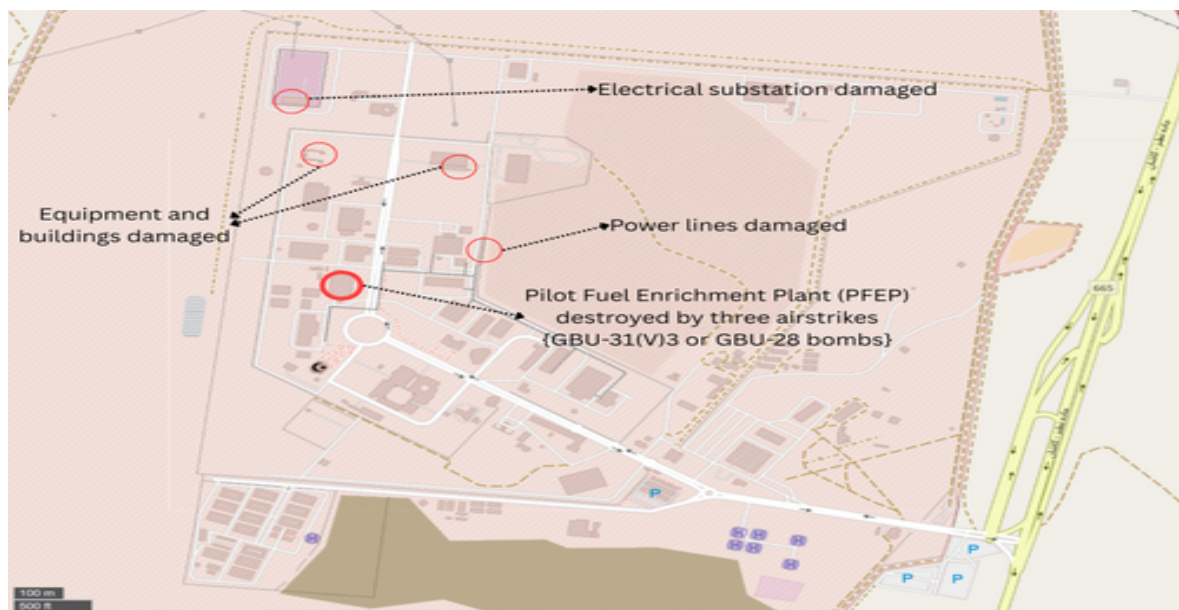 Electrical substation damaged
Equipment and
buildings damaged
Power lines damaged
Pilot Fuel Enrichment Plant (PFEP)
destroyed by three airstrikes
{GBU-31(V)3 or GBU-28 bombs}
665
P
P
P
P
H
H
H
H
H
H
H
100 m
500 ft